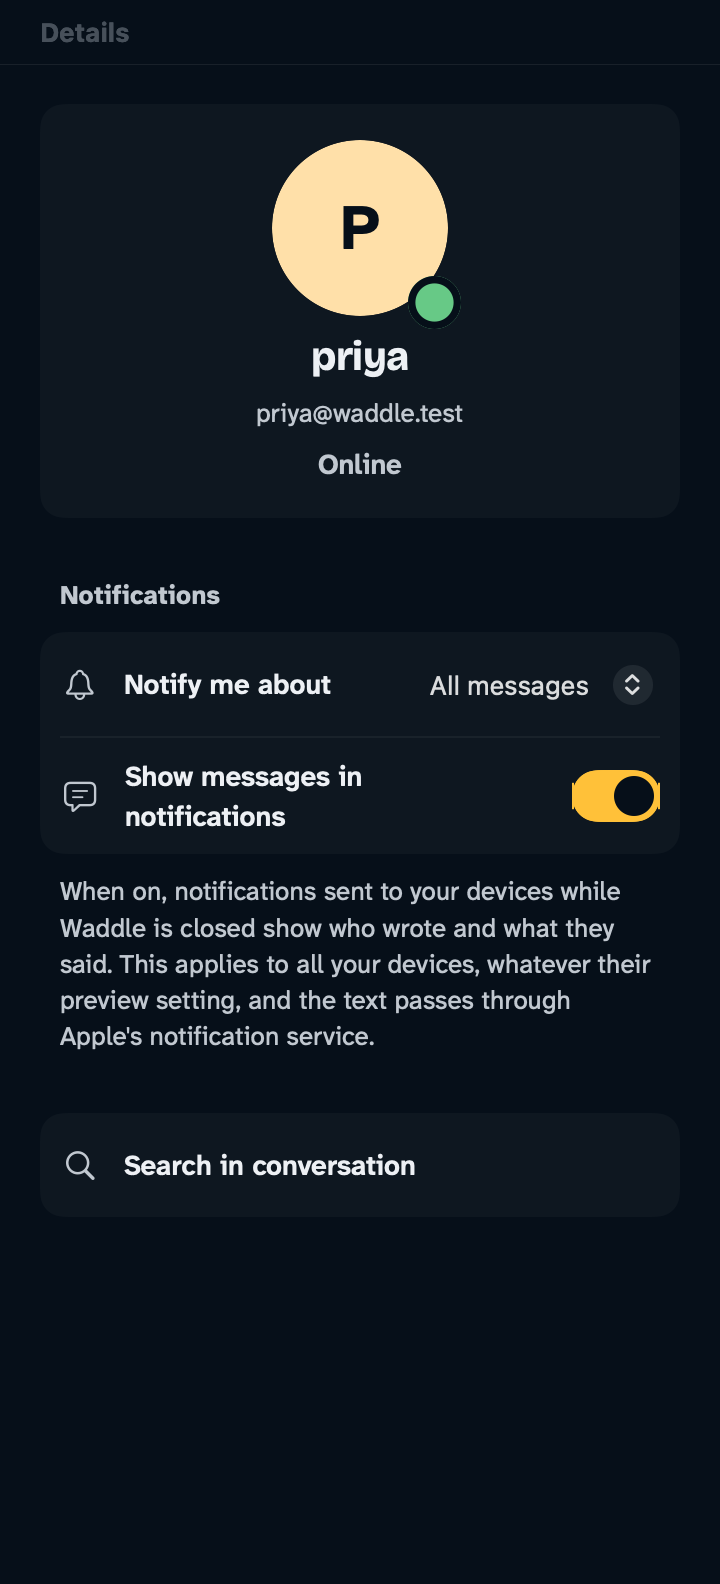 Details
P
priya
priya@waddle.test
Online
Notifications
Notify me about All messages
Show messages in
notifications
When on, notifications sent to your devices while
Waddle is closed show who wrote and what they
said. This applies to all your devices, whatever their
preview setting, and the text passes through
Apple's notification service.
Search in conversation